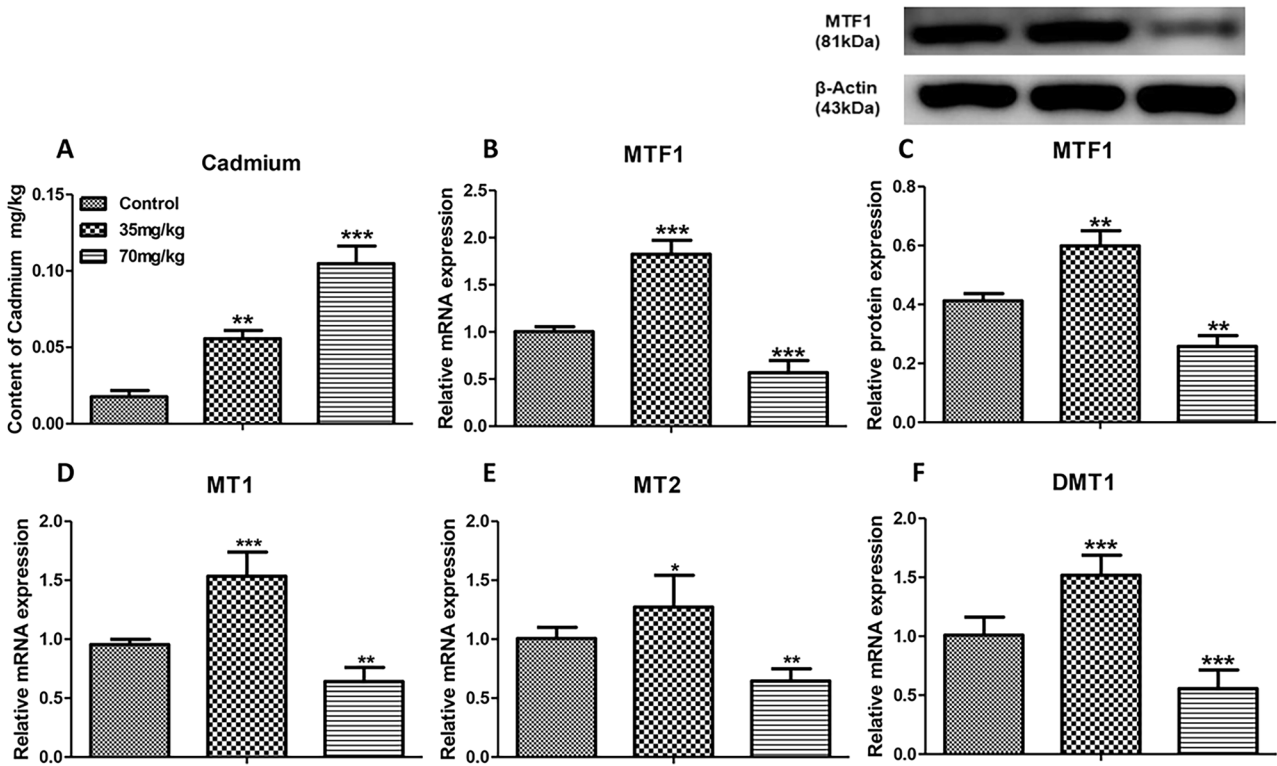 MTF1
(81kDa)
β-Actin
(43kDa)
A
Cadmium
Content of Cadmium mg/kg
0.15
0.10
0.05
0.00
Control
35mg/kg
70mg/kg
**
***
B
MTF1
Relative mRNA expression
2.5
2.0
1.5
1.0
0.5
0.0
***
***
C
MTF1
Relative protein expression
0.8
0.6
0.4
0.2
0.0
**
**
D
MT1
Relative mRNA expression
2.0
1.5
1.0
0.5
0.0
***
**
E
MT2
Relative mRNA expression
2.0
1.5
1.0
0.5
0.0
*
**
F
DMT1
Relative mRNA expression
2.0
1.5
1.0
0.5
0.0
***
***